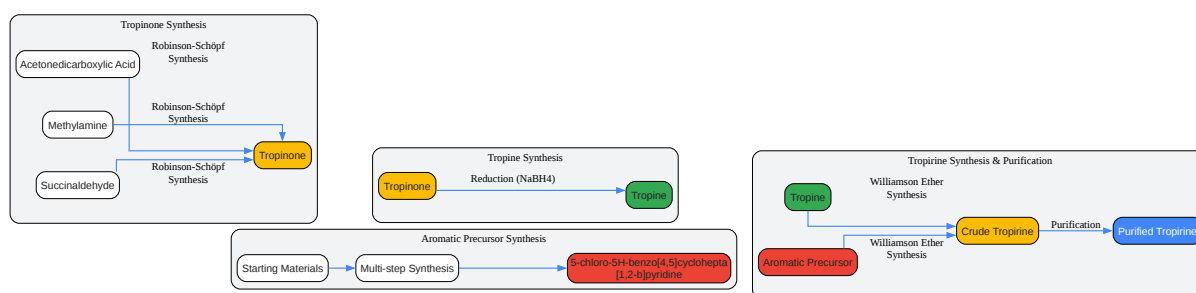 Tropinone Synthesis
Robinson-Schöpf
Synthesis
Acetonedicarboxylic Acid
Robinson-Schöpf
Synthesis
Methylamine
Tropinone
Robinson-Schöpf
Synthesis
Succinaldehyde
Tropine Synthesis
Tropinone
Reduction (NaBH4)
Tropine
Aromatic Precursor Synthesis
Starting Materials
Multi-step Synthesis
5-chloro-5H-benzo[4,5]cyclohepta
[1,2-b]pyridine
Tropirine Synthesis & Purification
Williamson Ether
Synthesis
Tropine
Crude Tropirine
Purification
Purified Tropirine
Williamson Ether
Synthesis
Aromatic Precursor